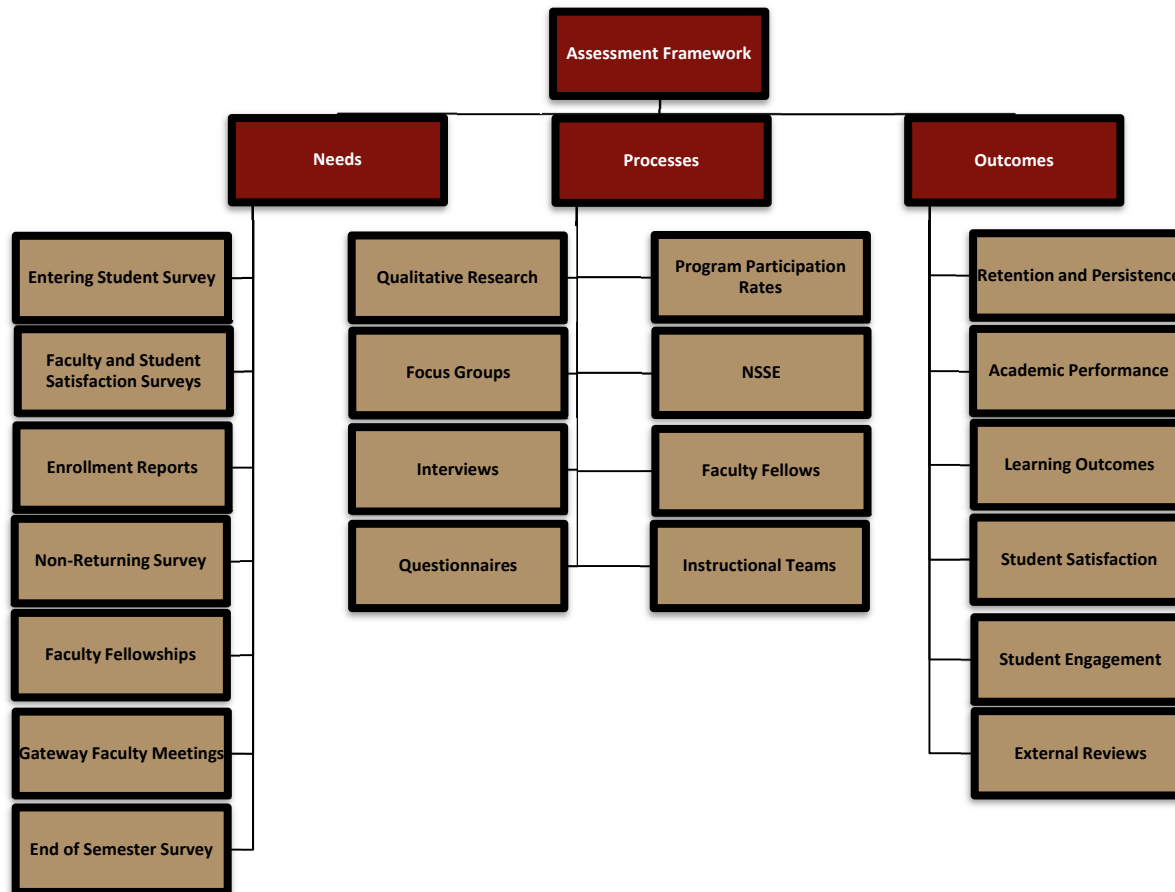 Assessment Framework
Needs
Processes
Outcomes
Entering Student Survey
Faculty and Student
Satisfaction Surveys
Enrollment Reports
Non-Returning Survey
Faculty Fellowships
Gateway Faculty Meetings
End of Semester Survey
Qualitative Research
Program Participation
Rates
Focus Groups
NSSE
Interviews
Faculty Fellows
Questionnaires
Instructional Teams
Retention and Persistence
Academic Performance
Learning Outcomes
Student Satisfaction
Student Engagement
External Reviews